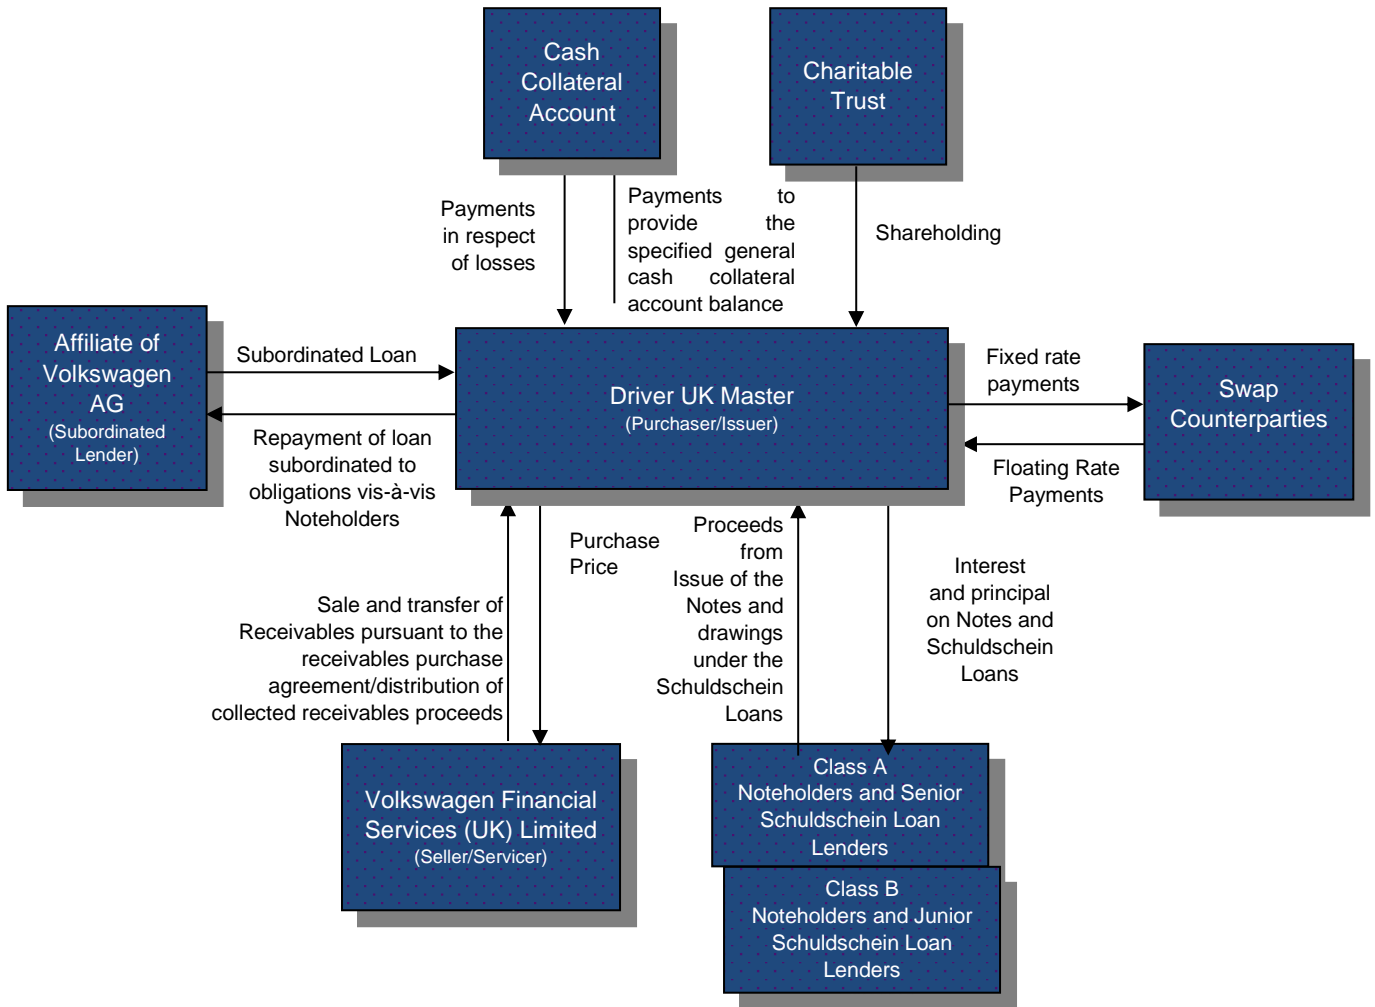 Cash
Collateral
Account
Charitable
Trust
Payments
in respect
of losses
Payments to
provide the
specified general
cash collateral
account balance
Shareholding
Affiliate of
Volkswagen
AG
(Subordinated
Lender)
Subordinated Loan
Repayment of loan
subordinated to
obligations vis-à-vis
Noteholders
Driver UK Master
(Purchaser/Issuer)
Fixed rate
payments
Floating Rate
Payments
Swap
Counterparties
Sale and transfer of
Receivables pursuant to the
receivables purchase
agreement/distribution of
collected receivables proceeds
Purchase
Price
Proceeds
from
Issue of the
Notes and
drawings
under the
Schuldschein
Loans
Interest
and principal
on Notes and
Schuldschein
Loans
Volkswagen Financial
Services (UK) Limited
(Seller/Servicer)
Class A
Noteholders and Senior
Schuldschein Loan
Lenders
Class B
Noteholders and Junior
Schuldschein Loan
Lenders